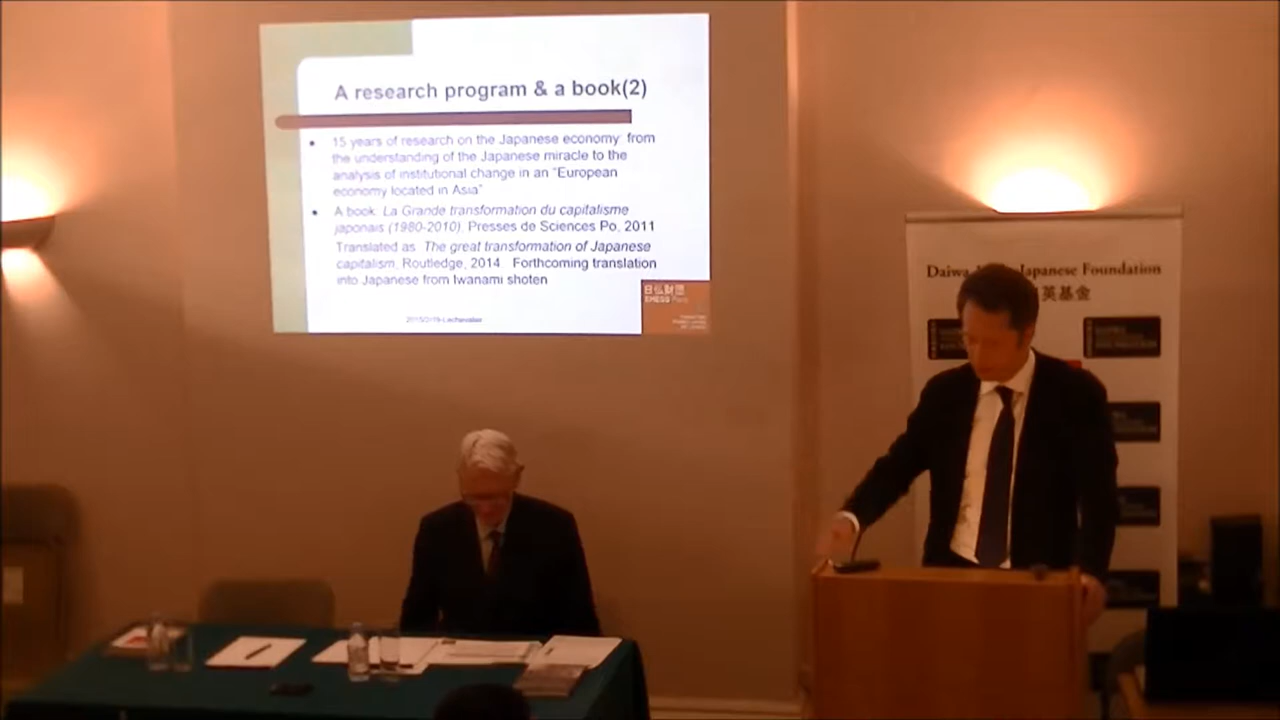 A research program & a book(2)
15 years of research on the Japanese economy: from
the understanding of the Japanese miracle to the
analysis of institutional change in an "European
economy located in Asia"
A book: La Grande transformation du capitalisme
japonais (1980-2010), Presses de Sciences Po, 2011
Translated as: The great transformation of Japanese
capitalism, Routledge, 2014. Forthcoming translation
into Japanese from Iwanami shoten
日仏財団
Daiwa Japanese Foundation
英基金